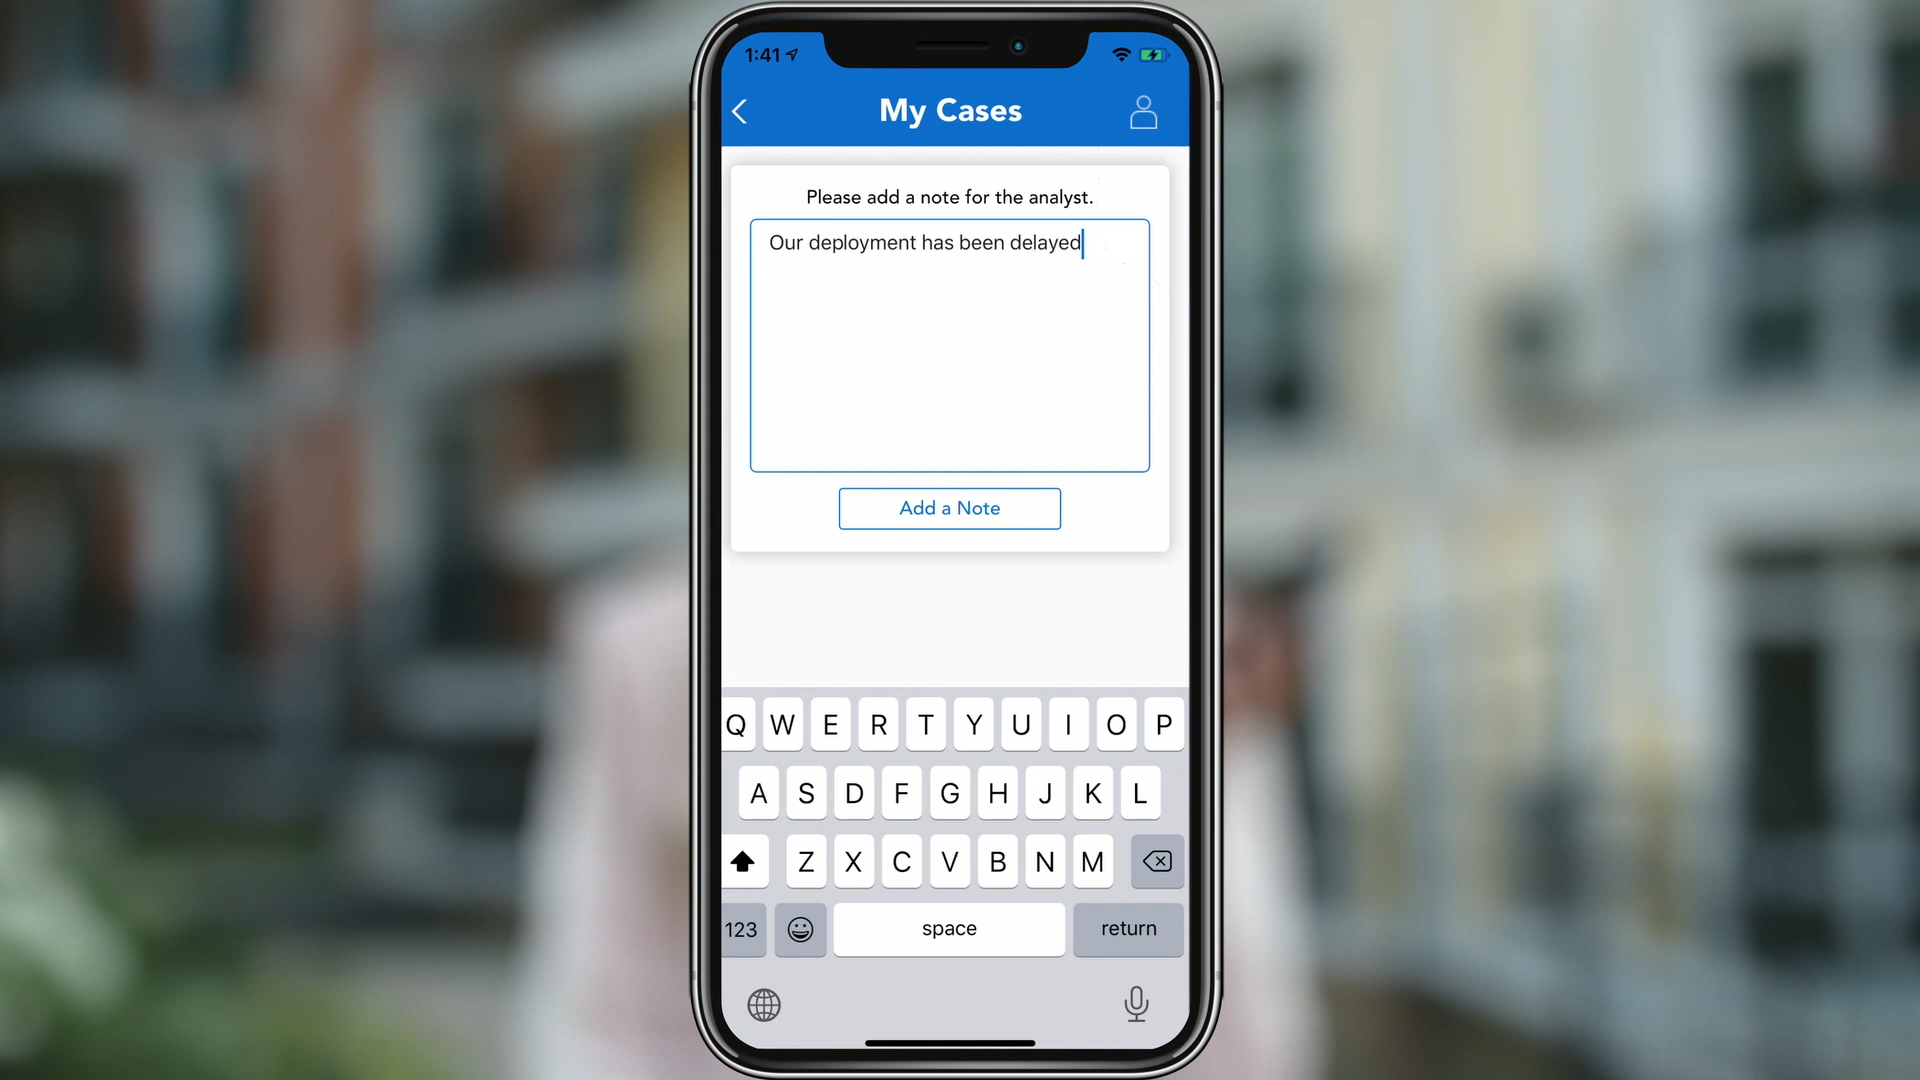 1:41
My Cases
Please add a note for the analyst.
Our deployment has been delayed
Add a Note
Q W E R T Y U I O P
A S D F G H J K L
Z X C V B N M
123 space return